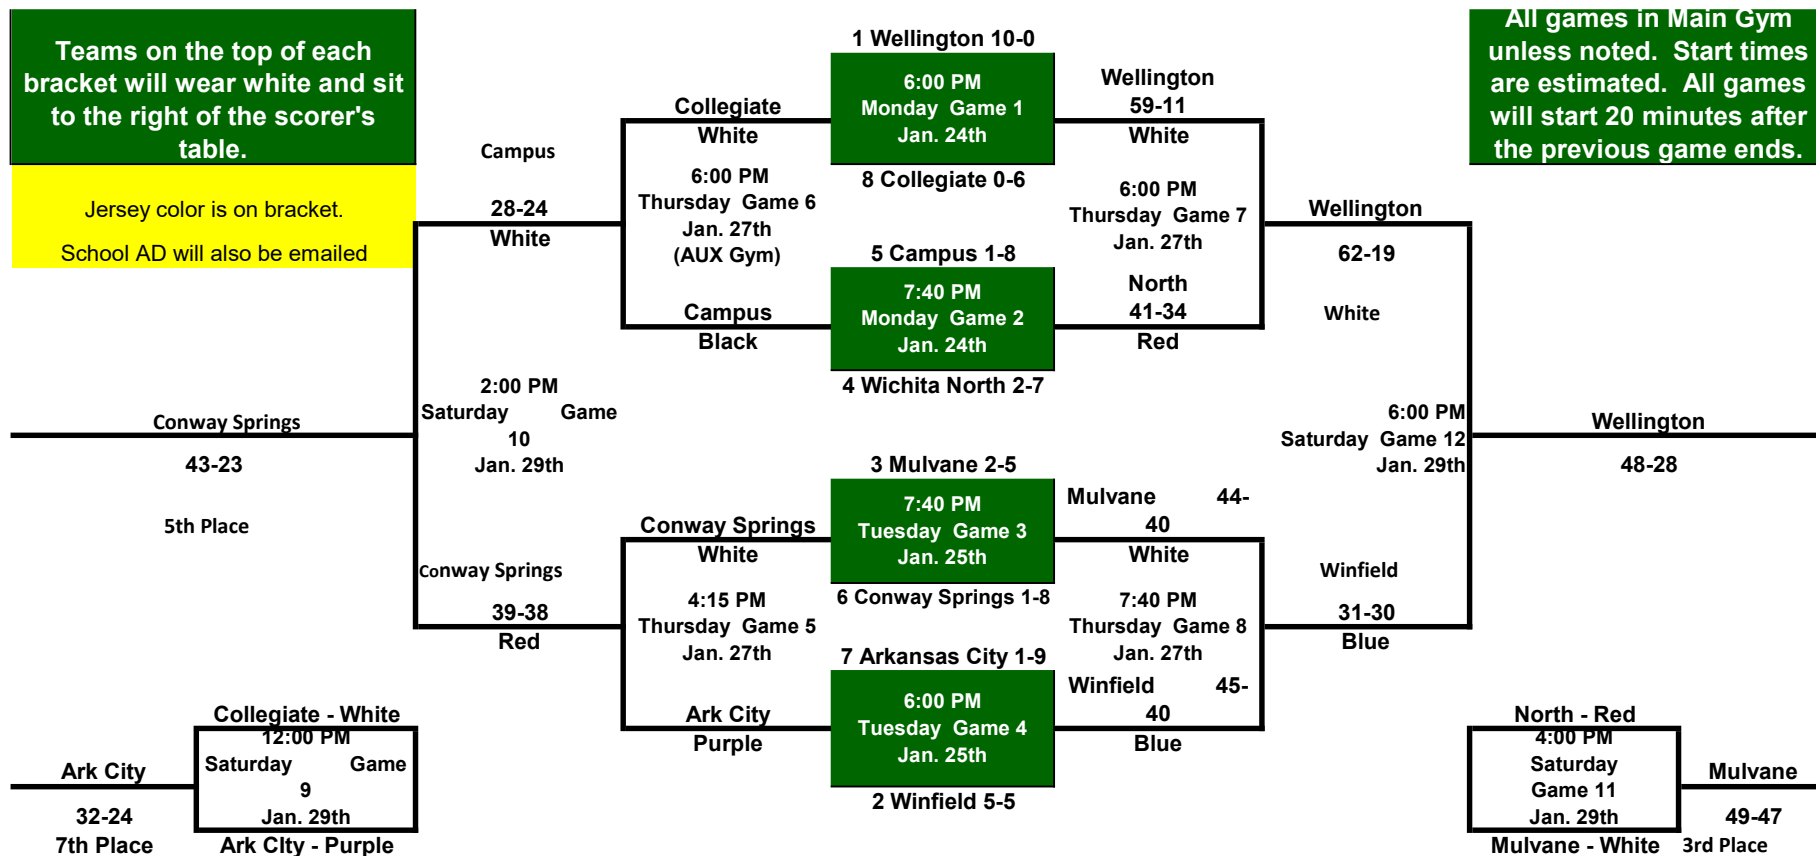 Teams on the top of each
bracket will wear white and sit
to the right of the scorer's
table.
Jersey color is on bracket.
School AD will also be emailed
All games in Main Gym
unless noted. Start times
are estimated. All games
will start 20 minutes after
the previous game ends.
1 Wellington 10-0
6:00 PM
Monday Game 1
Jan. 24th
8 Collegiate 0-6
5 Campus 1-8
7:40 PM
Monday Game 2
Jan. 24th
4 Wichita North 2-7
3 Mulvane 2-5
7:40 PM
Tuesday Game 3
Jan. 25th
6 Conway Springs 1-8
7 Arkansas City 1-9
6:00 PM
Tuesday Game 4
Jan. 25th
2 Winfield 5-5
Collegiate
White
6:00 PM
Thursday Game 6
Jan. 27th
(AUX Gym)
Campus
Black
Conway Springs
White
4:15 PM
Thursday Game 5
Jan. 27th
Ark City
Purple
Campus
28-24
White
2:00 PM
Saturday Game
10
Jan. 29th
Conway Springs
39-38
Red
Conway Springs
43-23
5th Place
Collegiate - White
12:00 PM
Saturday Game
9
Jan. 29th
Ark CIty - Purple
Ark City
32-24
7th Place
Wellington
59-11
White
6:00 PM
Thursday Game 7
Jan. 27th
North
41-34
Red
Mulvane 44-
40
White
7:40 PM
Thursday Game 8
Jan. 27th
Winfield 45-
40
Blue
Wellington
62-19
White
6:00 PM
Saturday Game 12
Jan. 29th
Winfield
31-30
Blue
Wellington
48-28
North - Red
4:00 PM
Saturday
Game 11
Jan. 29th
Mulvane - White
Mulvane
49-47
3rd Place